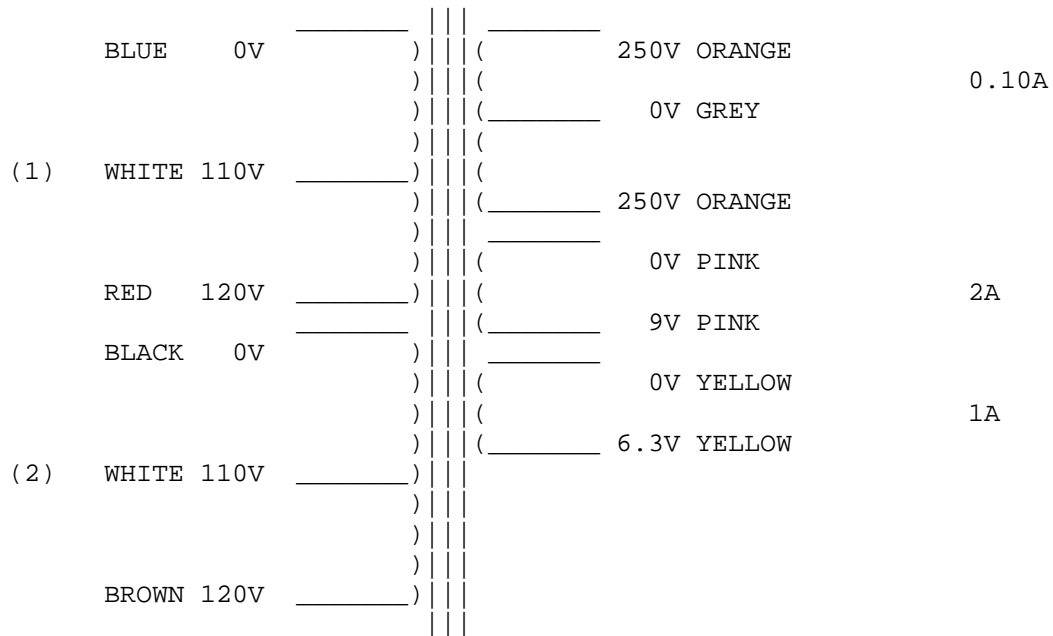 BLUE 0V 250V ORANGE
0.10A
0V GREY
(1) WHITE 110V
250V ORANGE
0V PINK
RED 120V 2A
9V PINK
BLACK 0V
0V YELLOW
1A
6.3V YELLOW
(2) WHITE 110V
BROWN 120V